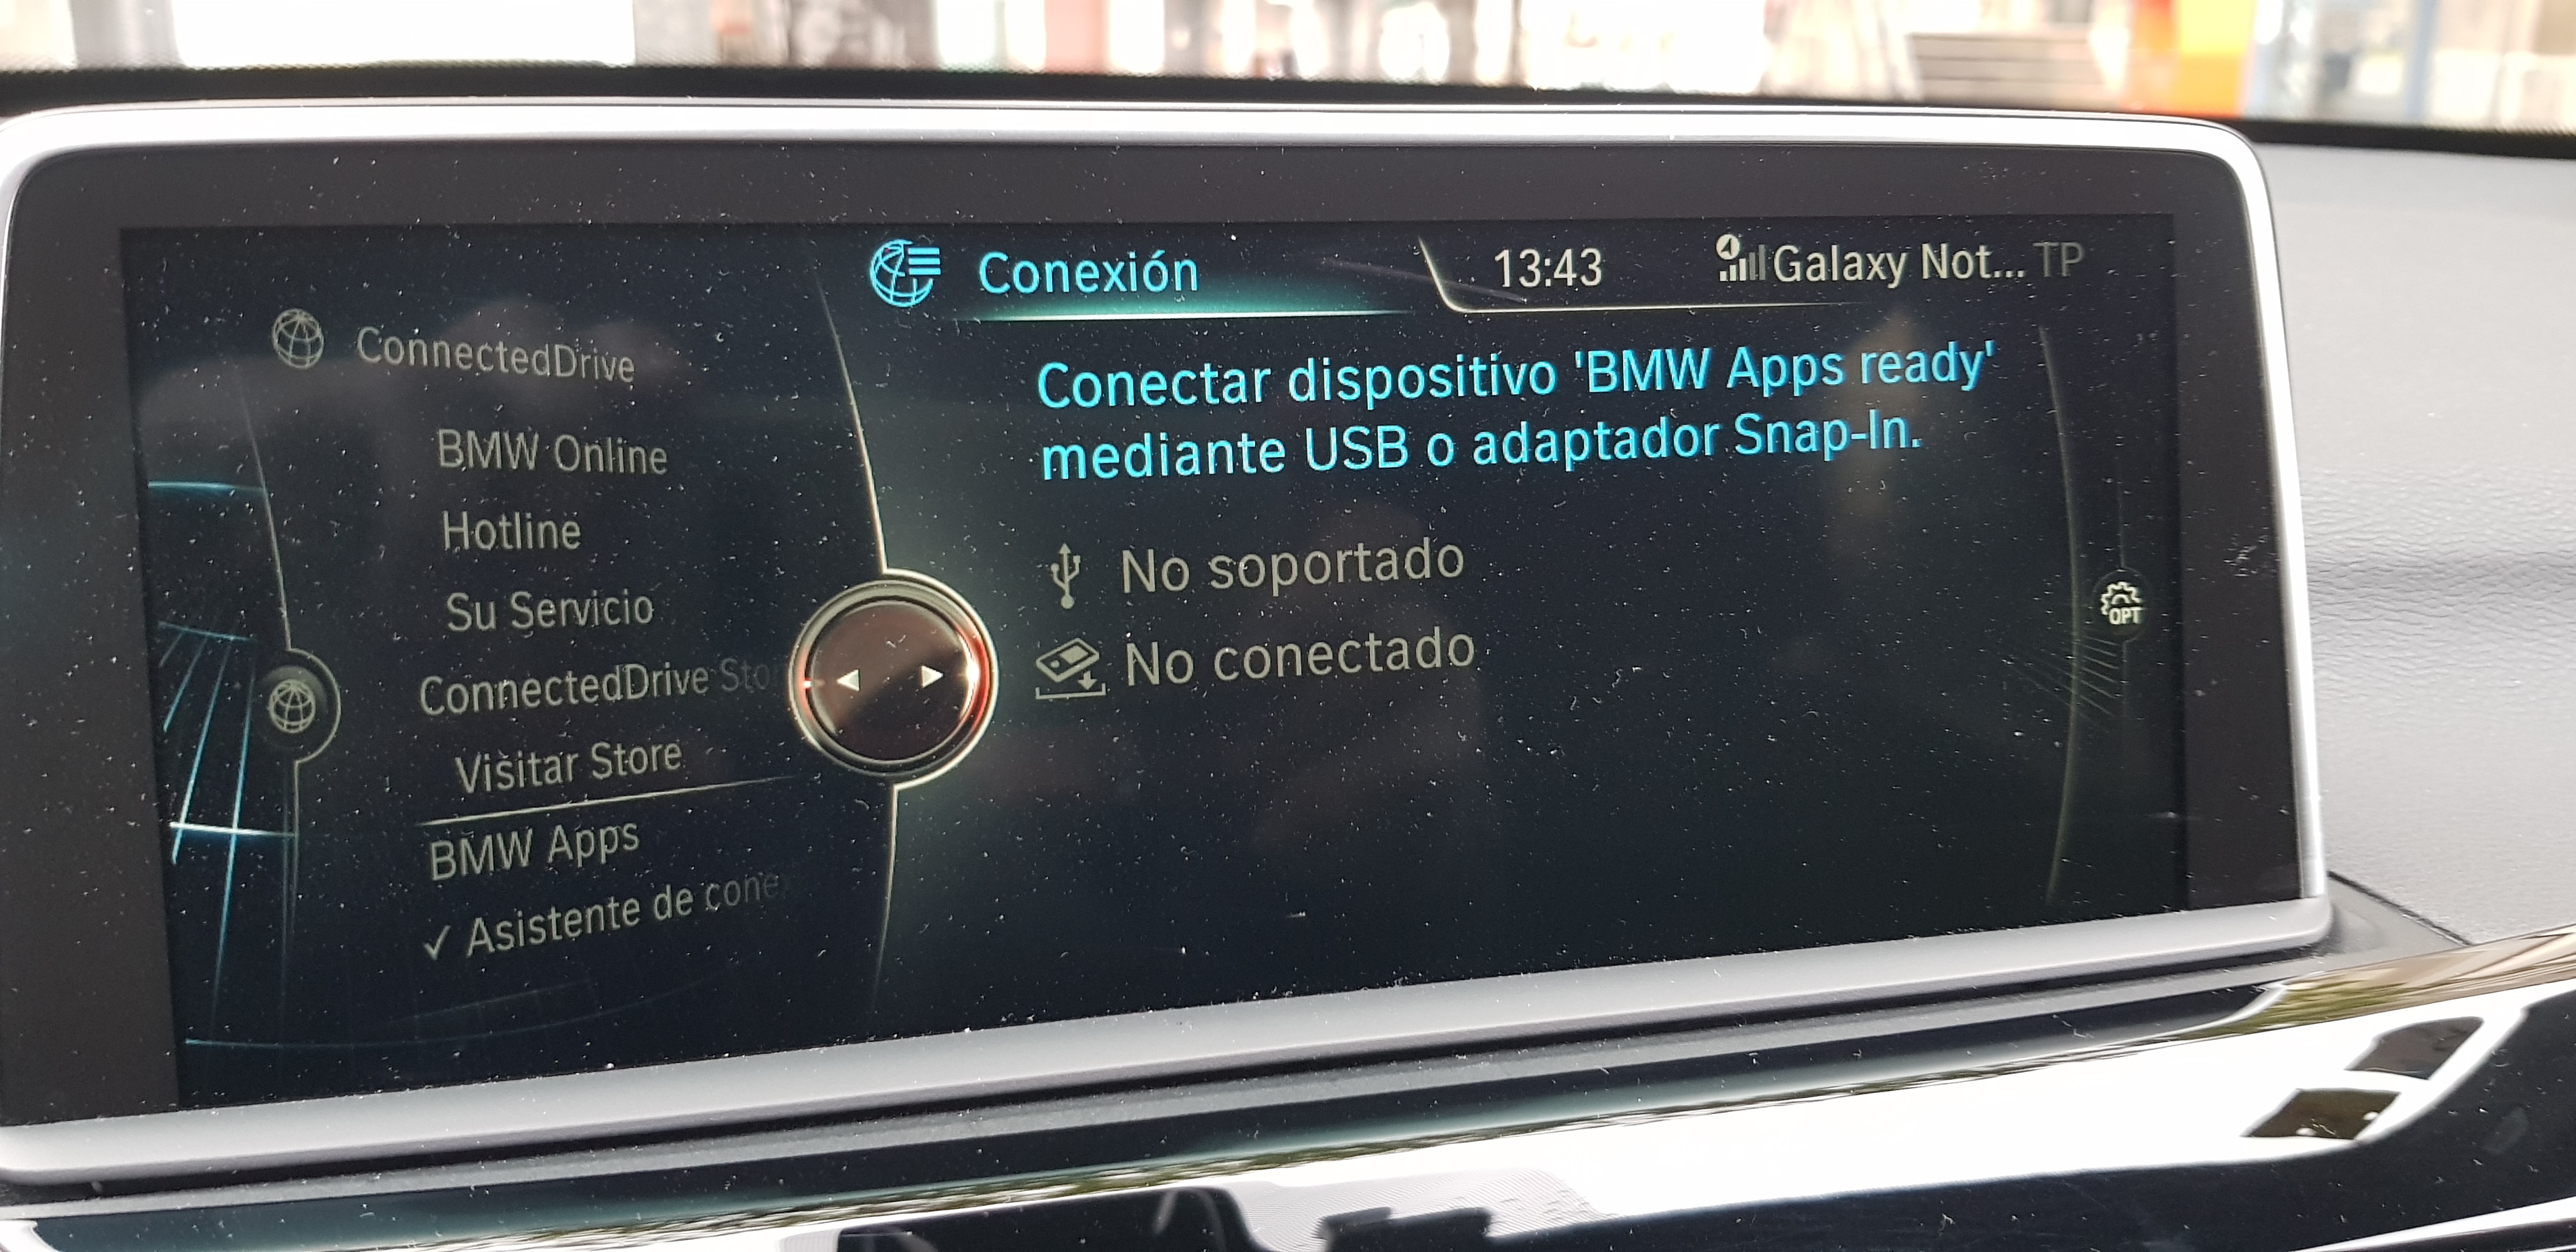 Conexión
13:43
Galaxy Not... TP
ConnectedDrive
BMW Online
Hotline
Su Servicio
ConnectedDrive
Visitar Store
BMW Apps
✓ Asistente de
Conectar dispositivo 'BMW Apps ready'
mediante USB o adaptador Snap-In.
No soportado
No conectado
OPT